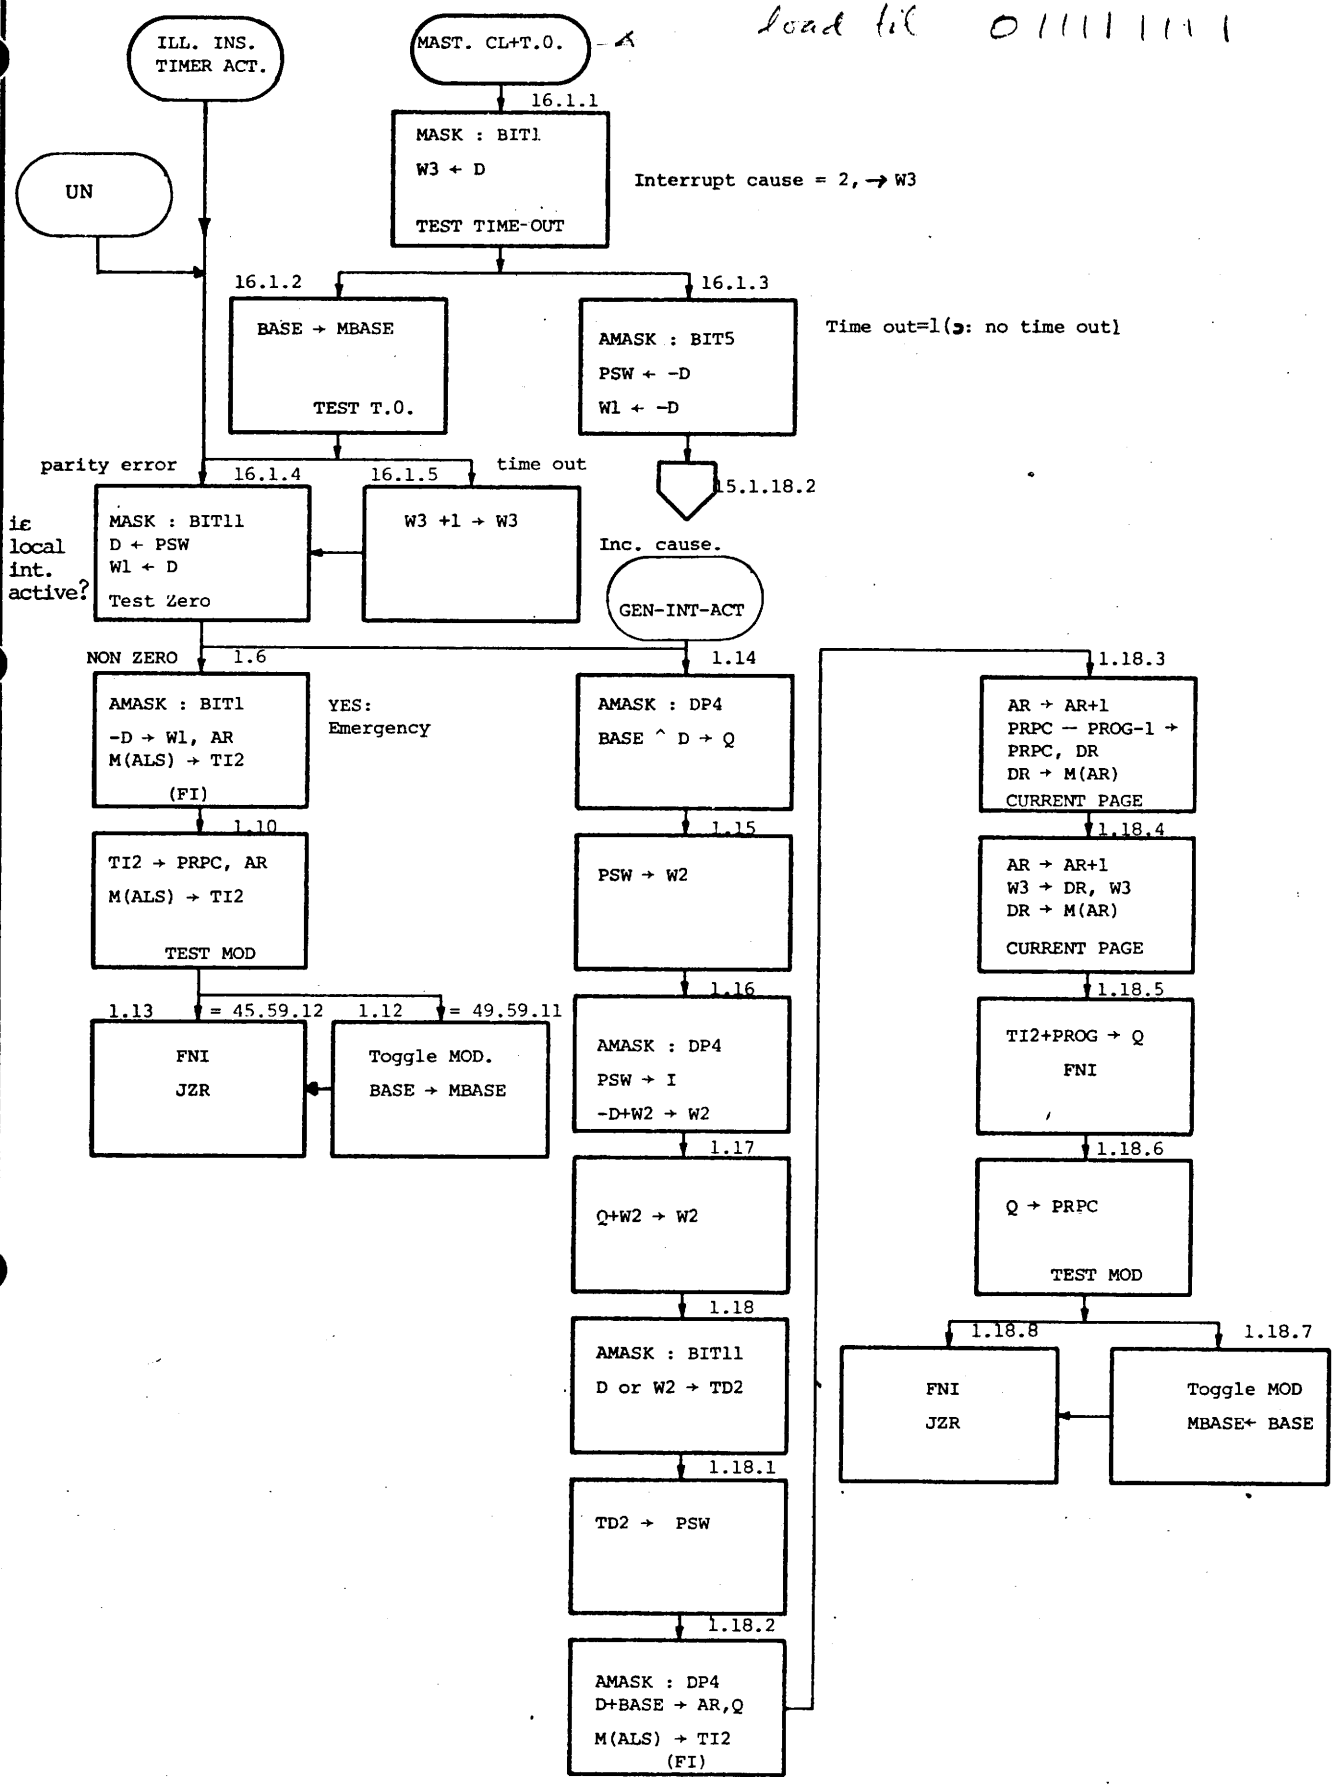 load til 011111111
ILL. INS.
TIMER ACT.
MAST. CL+T.O.
16.1.1
MASK : BIT1
W3 ← D
TEST TIME-OUT
Interrupt cause = 2, → W3
UN
16.1.2
BASE → MBASE
TEST T.O.
16.1.3
AMASK : BIT5
PSW ← -D
W1 ← -D
Time out=1(ↄ: no time out)
15.1.18.2
parity error
16.1.4
MASK : BIT11
D ← PSW
W1 ← D
Test Zero
local
int.
active?
16.1.5
time out
W3 +1 → W3
Inc. cause.
GEN-INT-ACT
NON ZERO
1.6
AMASK : BIT1
-D → W1, AR
M(ALS) → TI2
(FI)
YES:
Emergency
1.10
TI2 → PRPC, AR
M(ALS) → TI2
TEST MOD
1.13 = 45.59.12
FNI
JZR
1.12 = 49.59.11
Toggle MOD.
BASE → MBASE
1.14
AMASK : DP4
BASE ^ D → Q
1.15
PSW → W2
1.16
AMASK : DP4
PSW → I
-D+W2 → W2
1.17
Q+W2 → W2
1.18
AMASK : BIT11
D or W2 → TD2
1.18.1
TD2 → PSW
1.18.2
AMASK : DP4
D+BASE → AR,Q
M(ALS) → TI2
(FI)
1.18.3
AR → AR+1
PRPC - PROG-1 →
PRPC, DR
DR → M(AR)
CURRENT PAGE
1.18.4
AR → AR+1
W3 → DR, W3
DR → M(AR)
CURRENT PAGE
1.18.5
TI2+PROG → Q
FNI
1.18.6
Q → PRPC
TEST MOD
1.18.8
FNI
JZR
1.18.7
Toggle MOD
MBASE← BASE